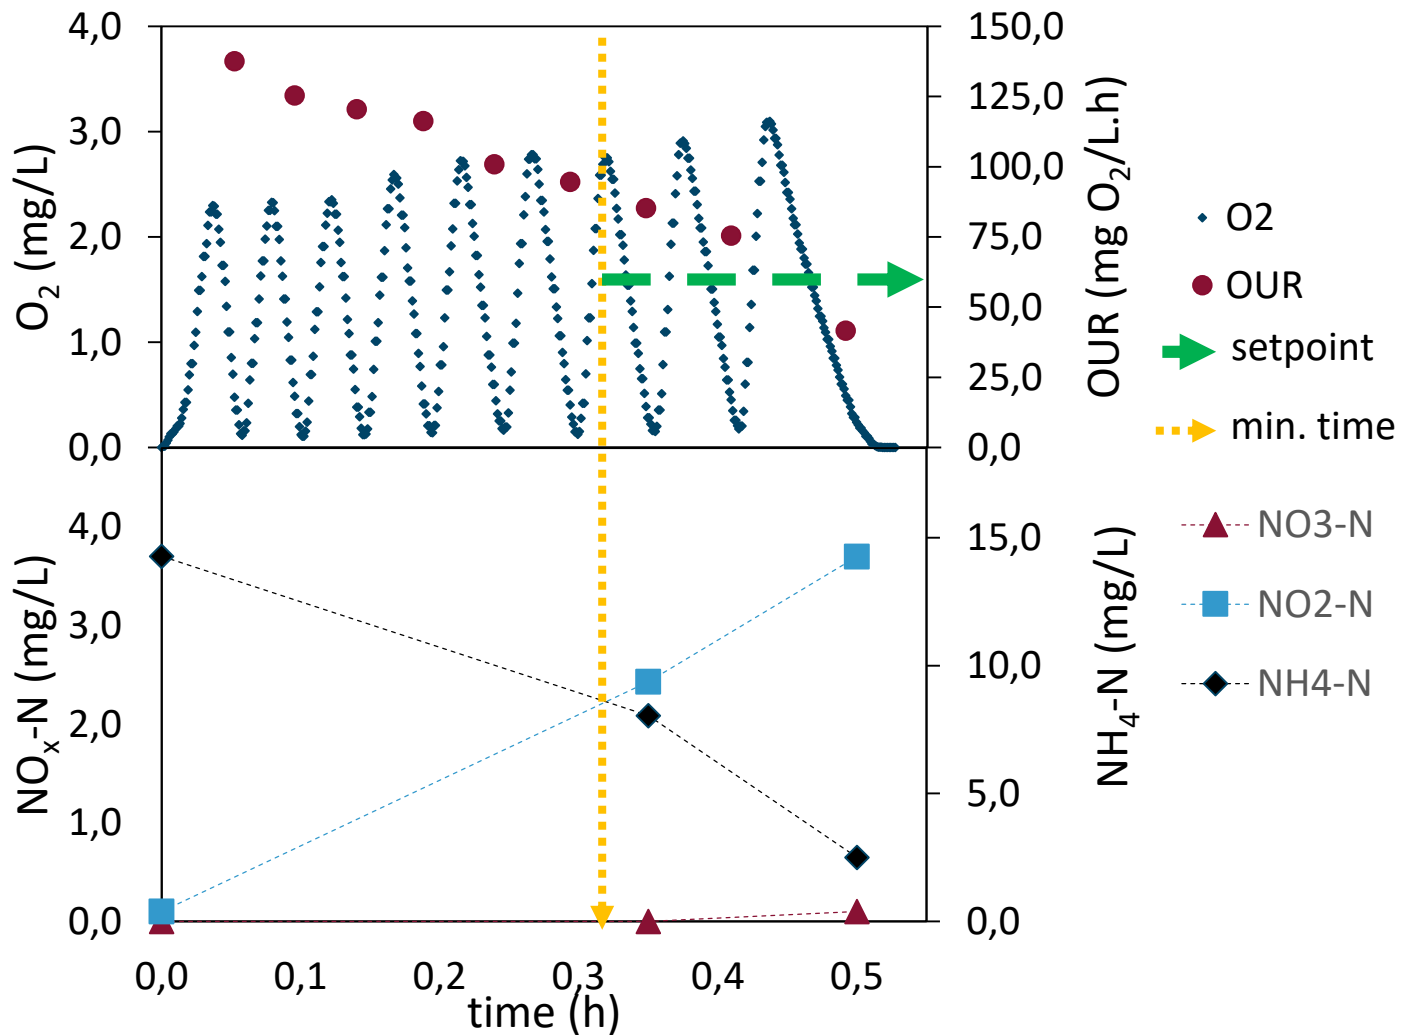 4,0
3,0
2,0
1,0
0,0
O₂ (mg/L)
150,0
125,0
100,0
75,0
50,0
25,0
0,0
OUR (mg O₂/L.h)
O2
OUR
setpoint
min. time
4,0
3,0
2,0
1,0
0,0
NOₓ-N (mg/L)
15,0
10,0
5,0
0,0
NH₄-N (mg/L)
NO3-N
NO2-N
NH4-N
0,0 0,1 0,2 0,3 0,4 0,5
time (h)